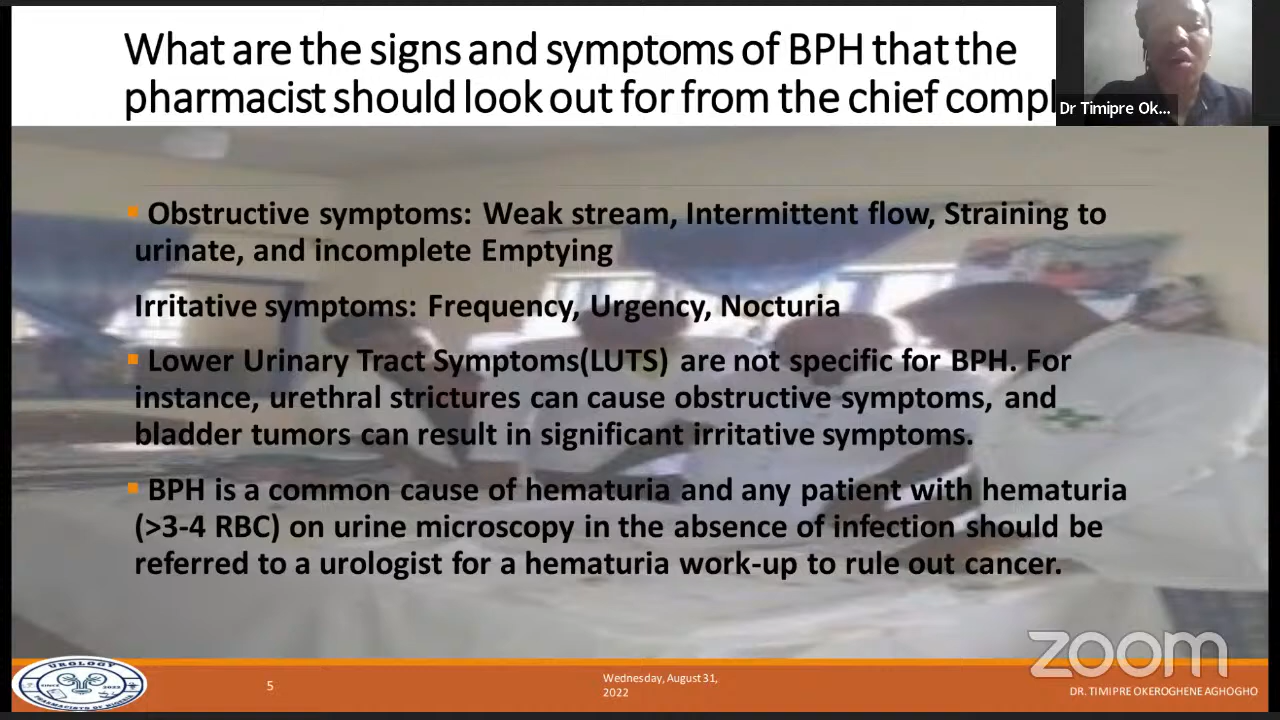 What are the signs and symptoms of BPH that the
pharmacist should look out for from the chief compl
Dr Timipre Ok...
▪ Obstructive symptoms: Weak stream, Intermittent flow, Straining to
urinate, and incomplete Emptying
Irritative symptoms: Frequency, Urgency, Nocturia
▪ Lower Urinary Tract Symptoms(LUTS) are not specific for BPH. For
instance, urethral strictures can cause obstructive symptoms, and
bladder tumors can result in significant irritative symptoms.
▪ BPH is a common cause of hematuria and any patient with hematuria
(>3-4 RBC) on urine microscopy in the absence of infection should be
referred to a urologist for a hematuria work-up to rule out cancer.
zoom
UROLOGY
SINCE 2022
PHARMACISTS OF NIGERIA
5
Wednesday, August 31,
2022
DR. TIMIPRE OKEROGHENE AGHOGHO